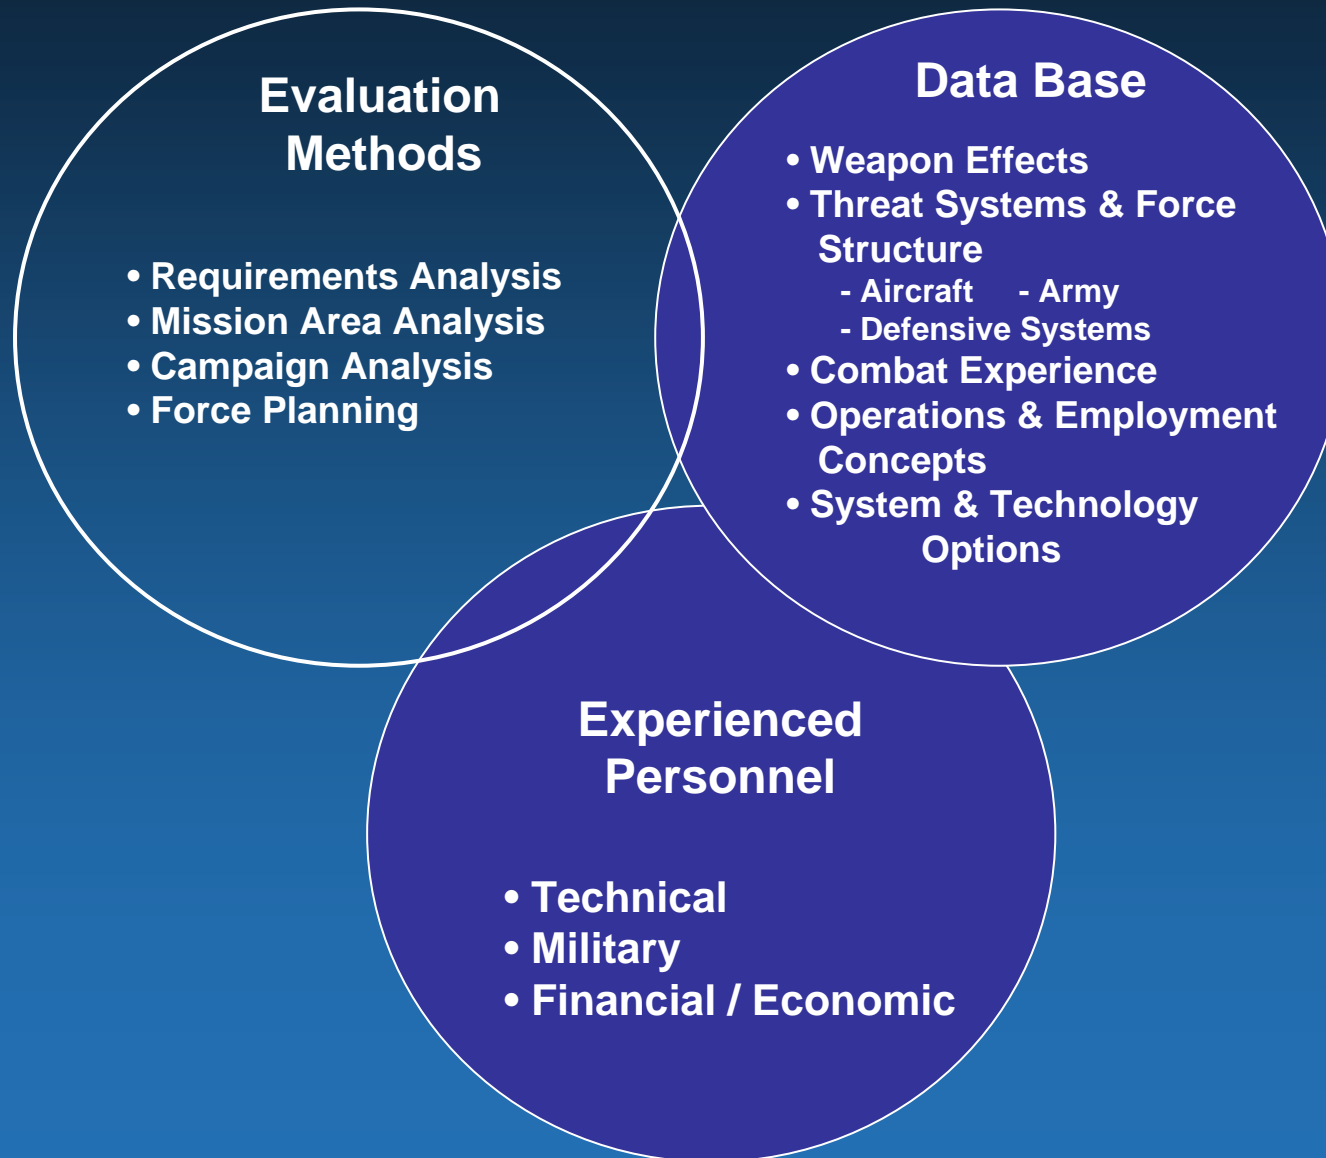 Evaluation
Methods
• Requirements Analysis
• Mission Area Analysis
• Campaign Analysis
• Force Planning
Data Base
• Weapon Effects
• Threat Systems & Force
Structure
- Aircraft - Army
- Defensive Systems
• Combat Experience
• Operations & Employment
Concepts
• System & Technology
Options
Experienced
Personnel
• Technical
• Military
• Financial / Economic